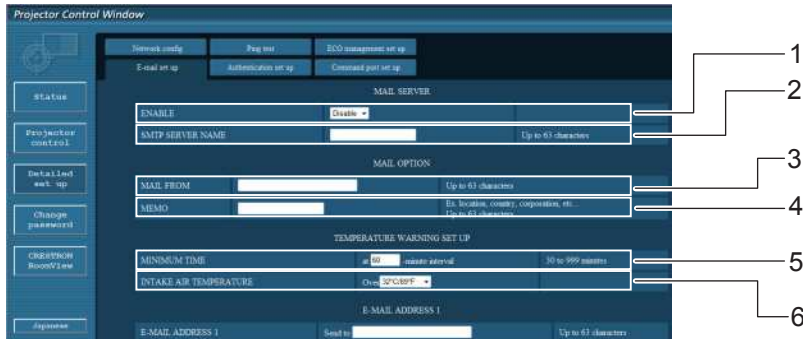 Projector Control Window
Network config Ping test ECO management set up
E-mail set up Authentication set up Command port set up
Status
Projector control
Detailed set up
Change password
CRESTRON RoomView
Japanese
MAIL SERVER
ENABLE Disable
SMTP SERVER NAME Up to 63 characters
MAIL OPTION
MAIL FROM Up to 63 characters
MEMO Ex. location, country, corporation, etc...
Up to 63 characters
TEMPERATURE WARNING SET UP
MINIMUM TIME at 60 -minute interval 30 to 999 minutes
INTAKE AIR TEMPERATURE Over 32°C/89°F
E-MAIL ADDRESS 1
E-MAIL ADDRESS 1 Send to Up to 63 characters
1
2
3
4
5
6